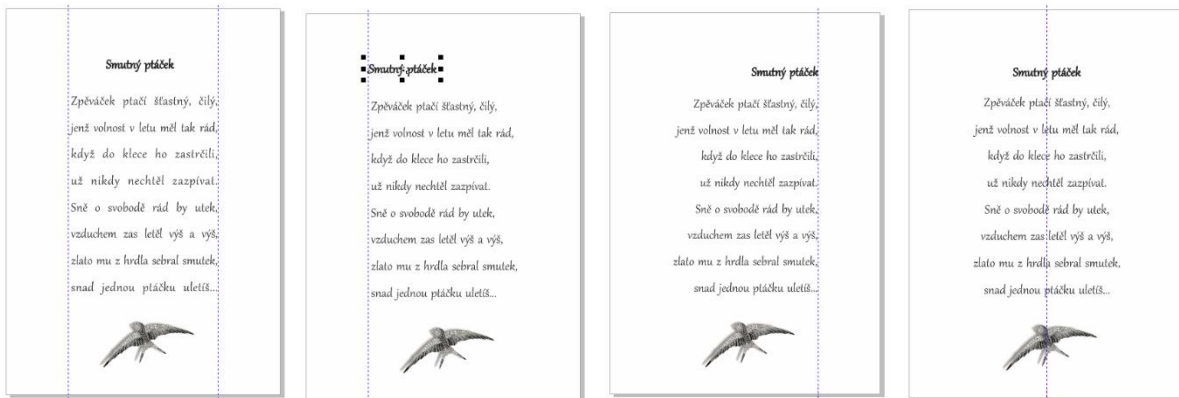 Smutný ptáček
Zpěváček ptačí šťastný, čilý,
jenž volnost v letu měl tak rád,
když do klece ho zastrčili,
už nikdy nechtěl zazpívat.
Sně o svobodě rád by utek,
vzduchem zas letěl výš a výš,
zlato mu z hrdla sebral smutek,
snad jednou ptáčku uletíš...
Smutný ptáček
Zpěváček ptačí šťastný, čilý,
jenž volnost v letu měl tak rád,
když do klece ho zastrčili,
už nikdy nechtěl zazpívat.
Sně o svobodě rád by utek,
vzduchem zas letěl výš a výš,
zlato mu z hrdla sebral smutek,
snad jednou ptáčku uletíš...
Smutný ptáček
Zpěváček ptačí šťastný, čilý,
jenž volnost v letu měl tak rád,
když do klece ho zastrčili,
už nikdy nechtěl zazpívat.
Sně o svobodě rád by utek,
vzduchem zas letěl výš a výš,
zlato mu z hrdla sebral smutek,
snad jednou ptáčku uletíš...
Smutný ptáček
Zpěváček ptačí šťastný, čilý,
jenž volnost v letu měl tak rád,
když do klece ho zastrčili,
už nikdy nechtěl zazpívat.
Sně o svobodě rád by utek,
vzduchem zas letěl výš a výš,
zlato mu z hrdla sebral smutek,
snad jednou ptáčku uletíš...